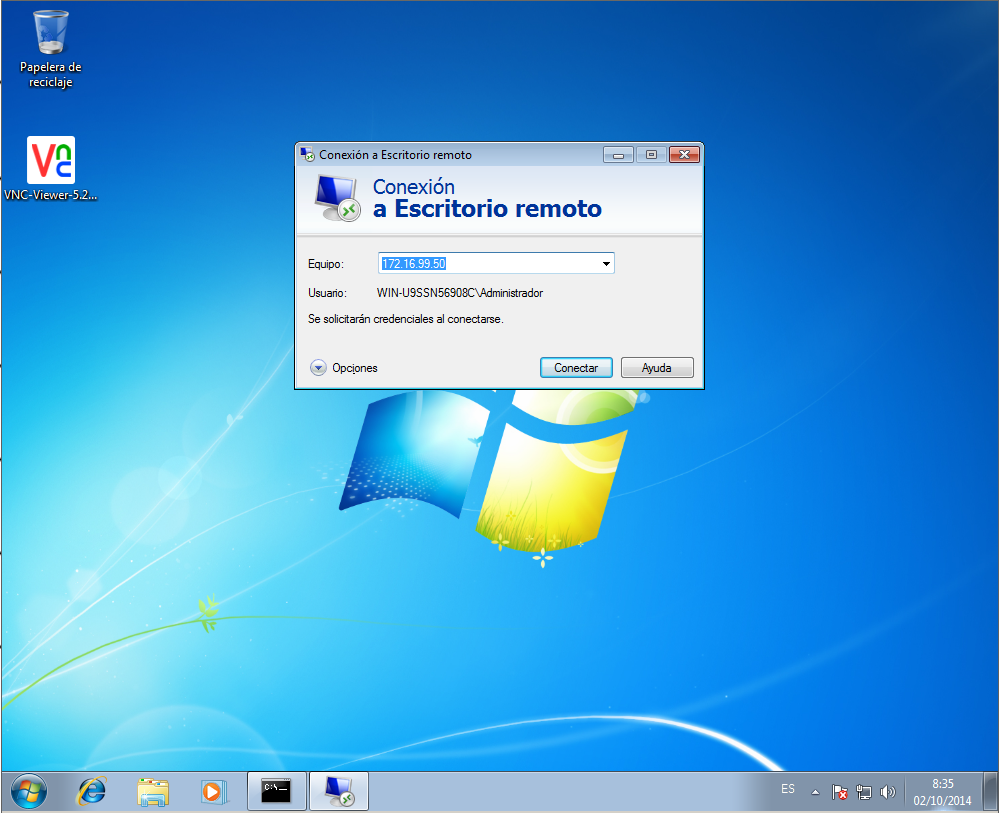 Papelera de
reciclaje
VNC-Viewer-5.2...
Conexión a Escritorio remoto
Conexión
a Escritorio remoto
Equipo:
172.16.99.50
Usuario:
WIN-U9SSN56908C\Administrador
Se solicitarán credenciales al conectarse.
Opciones
Conectar
Ayuda
C:\_
ES
8:35
02/10/2014